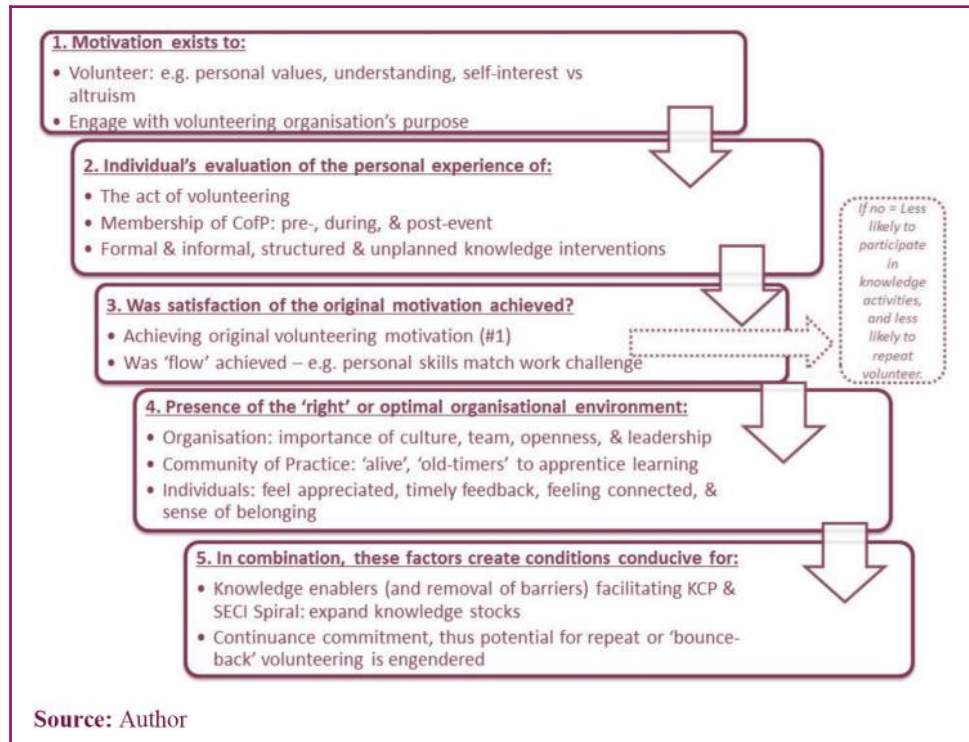 1. Motivation exists to:
• Volunteer: e.g. personal values, understanding, self-interest vs
altruism
• Engage with volunteering organisation's purpose
2. Individual's evaluation of the personal experience of:
• The act of volunteering
• Membership of CofP: pre-, during, & post-event
• Formal & informal, structured & unplanned knowledge interventions
If no = Less
likely to
participate
in
knowledge
activities,
and less
likely to
repeat
volunteer.
3. Was satisfaction of the original motivation achieved?
• Achieving original volunteering motivation (#1)
• Was 'flow' achieved – e.g. personal skills match work challenge
4. Presence of the 'right' or optimal organisational environment:
• Organisation: importance of culture, team, openness, & leadership
• Community of Practice: 'alive', 'old-timers' to apprentice learning
• Individuals: feel appreciated, timely feedback, feeling connected, &
sense of belonging
5. In combination, these factors create conditions conducive for:
• Knowledge enablers (and removal of barriers) facilitating KCP &
SECI Spiral: expand knowledge stocks
• Continuance commitment, thus potential for repeat or 'bounce-
back' volunteering is engendered
Source: Author